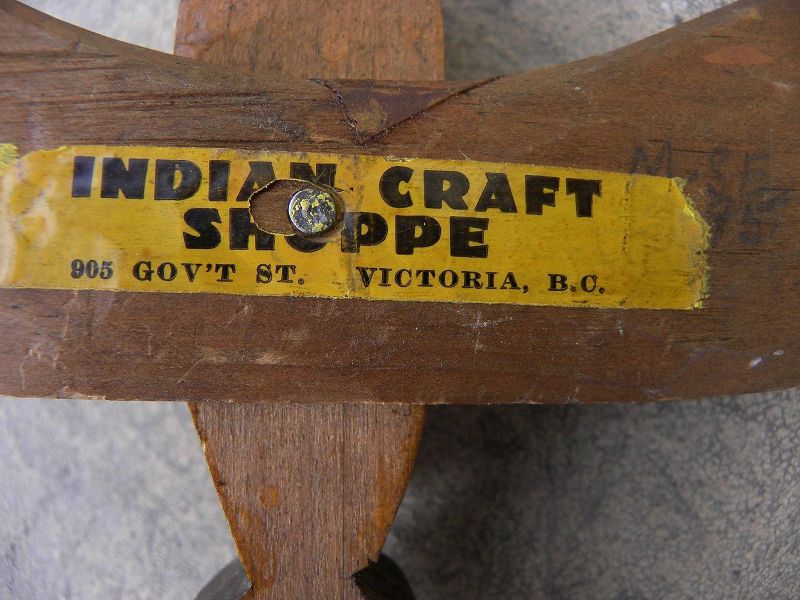 INDIAN CRAFT
SHOPPE
905 GOV'T ST. VICTORIA, B.C.